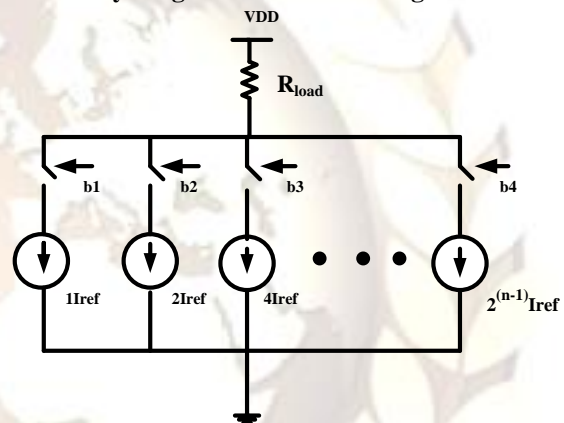 VDD
Rload
b1
b2
b3
b4
1Iref
2Iref
4Iref
2(n-1)Iref